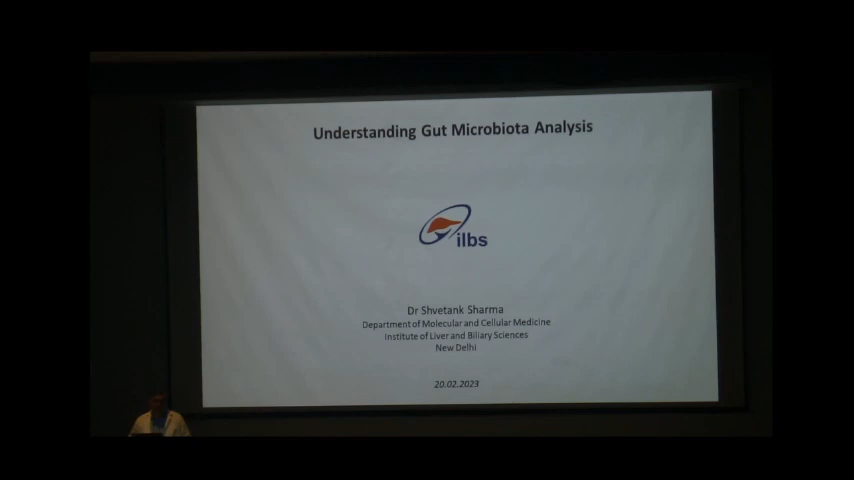 Understanding Gut Microbiota Analysis
ilbs
Dr Shvetank Sharma
Department of Molecular and Cellular Medicine
Institute of Liver and Biliary Sciences
New Delhi
20.02.2023